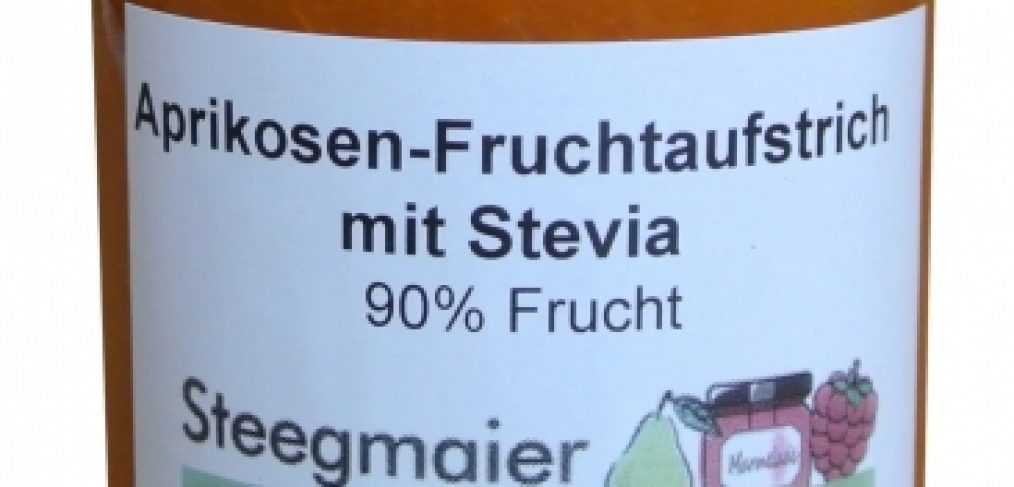 Aprikosen-Fruchtaufstrich
mit Stevia
90% Frucht
Steegmaier